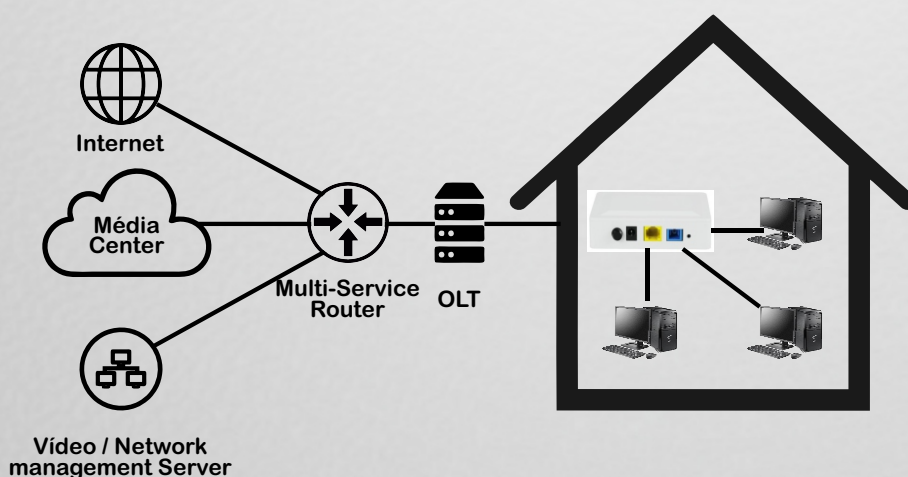 Internet
Média
Center
Multi-Service
Router
OLT
Vídeo / Network
management Server